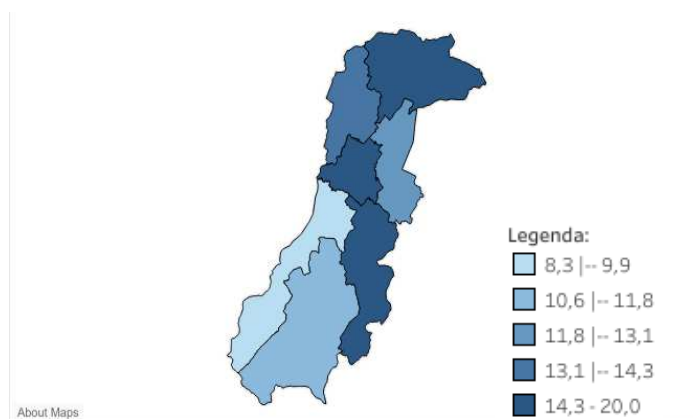 Legenda:
8,3 |-- 9,9
10,6 |-- 11,8
11,8 |-- 13,1
13,1 |-- 14,3
14,3 - 20,0
About Maps